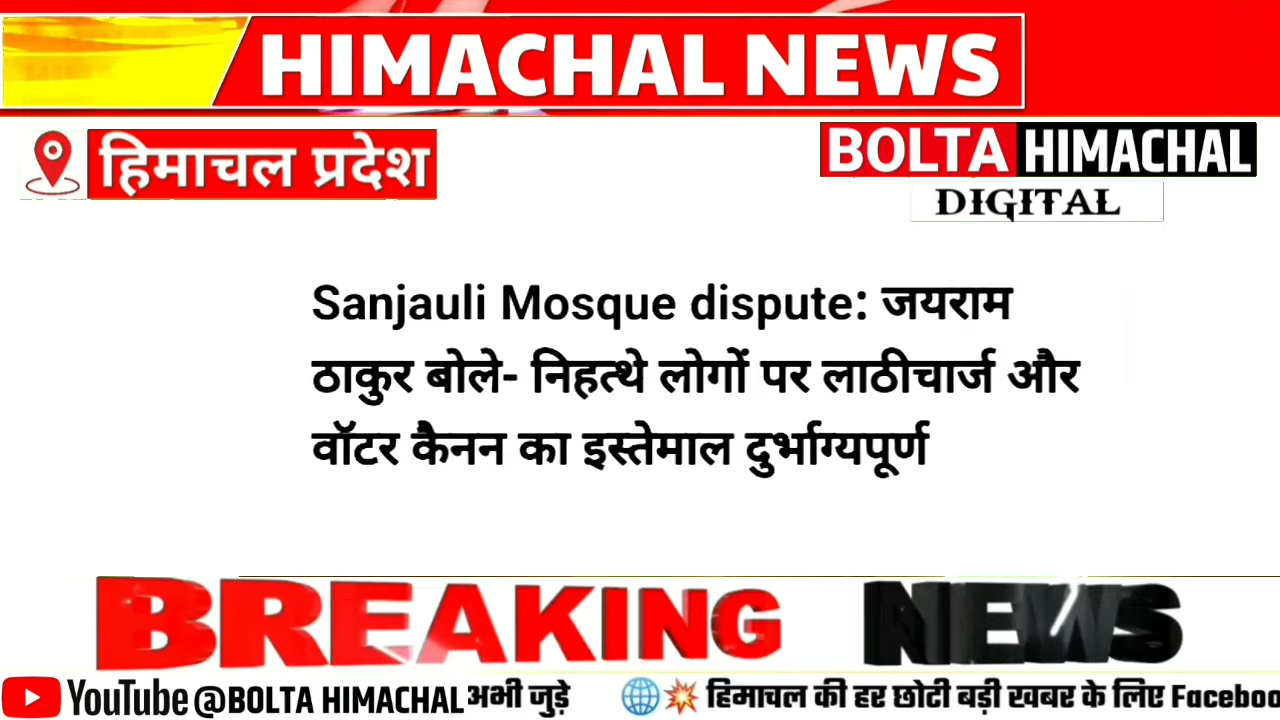 HIMACHAL NEWS
हिमाचल प्रदेश
BOLTA HIMACHAL
DIGITAL
Sanjauli Mosque dispute: जयराम
ठाकुर बोले- निहत्थे लोगों पर लाठीचार्ज और
वॉटर कैनन का इस्तेमाल दुर्भाग्यपूर्ण
BREAKING NEWS
YouTube @BOLTA HIMACHAL अभी जुड़े हिमाचल की हर छोटी बड़ी खबर के लिए Faceboo